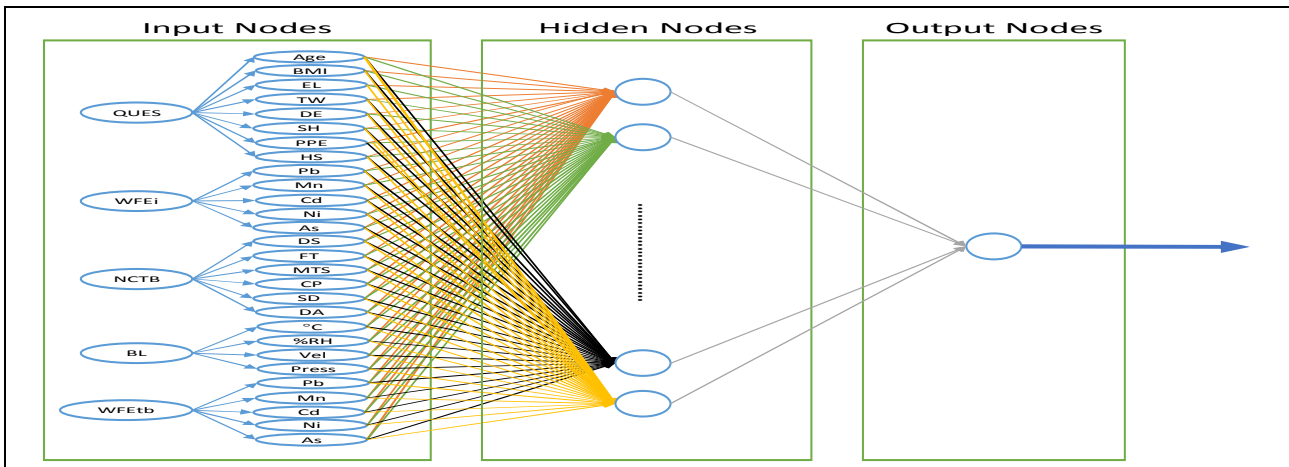 Input Nodes
Hidden Nodes
Output Nodes
QUES
Age
BMI
EL
TW
DE
SH
PPE
HS
WFEi
Pb
Mn
Cd
Ni
As
NCTB
DS
FT
MTS
CP
SD
DA
BL
°C
%RH
Vel
Press
WFEtb
Pb
Mn
Cd
Ni
As